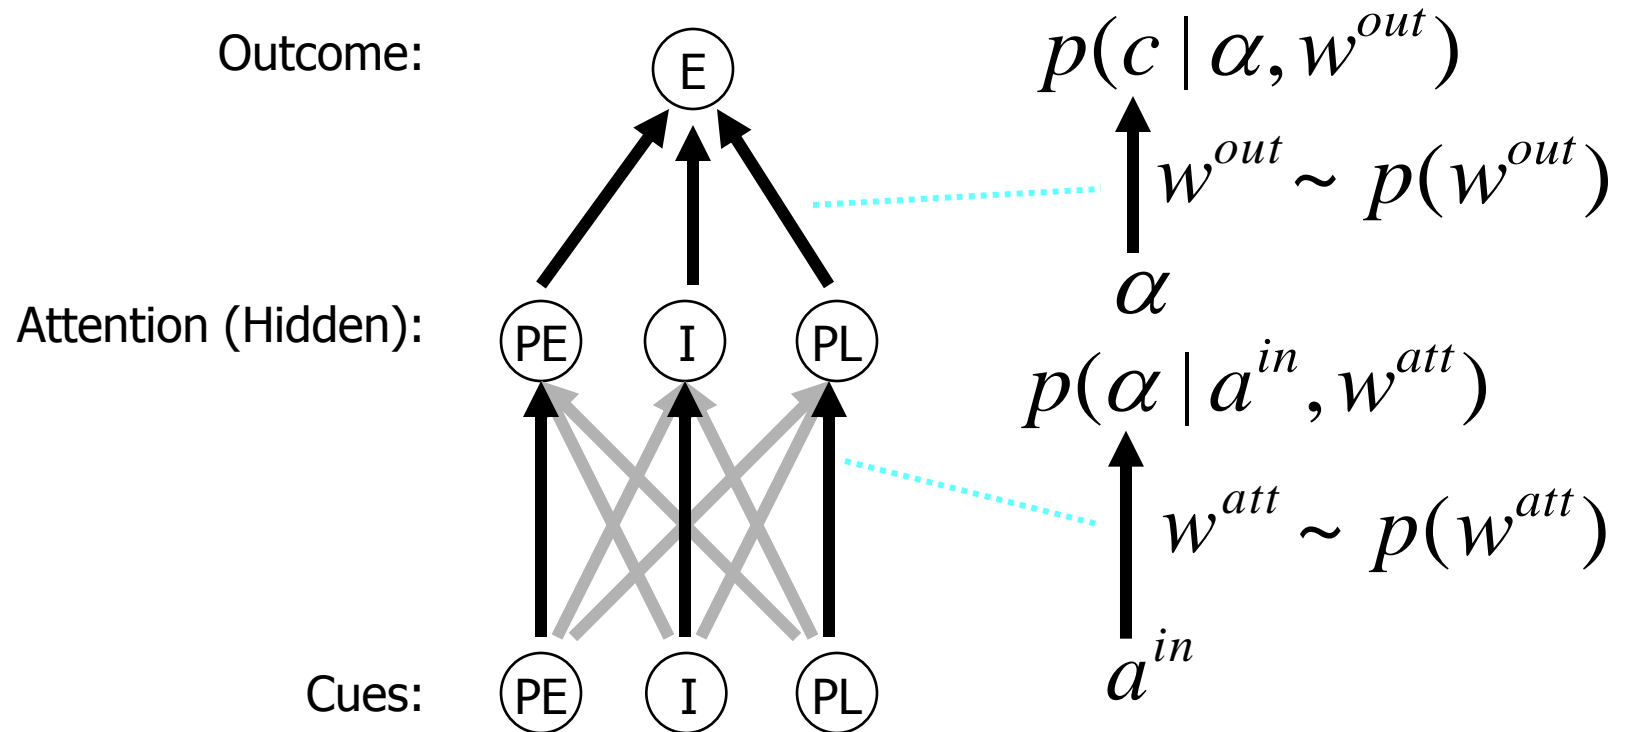 Outcome: E p(c | α, w^out)
w^out ~ p(w^out)
α
Attention (Hidden): PE I PL p(α | a^in, w^att)
w^att ~ p(w^att)
a^in
Cues: PE I PL